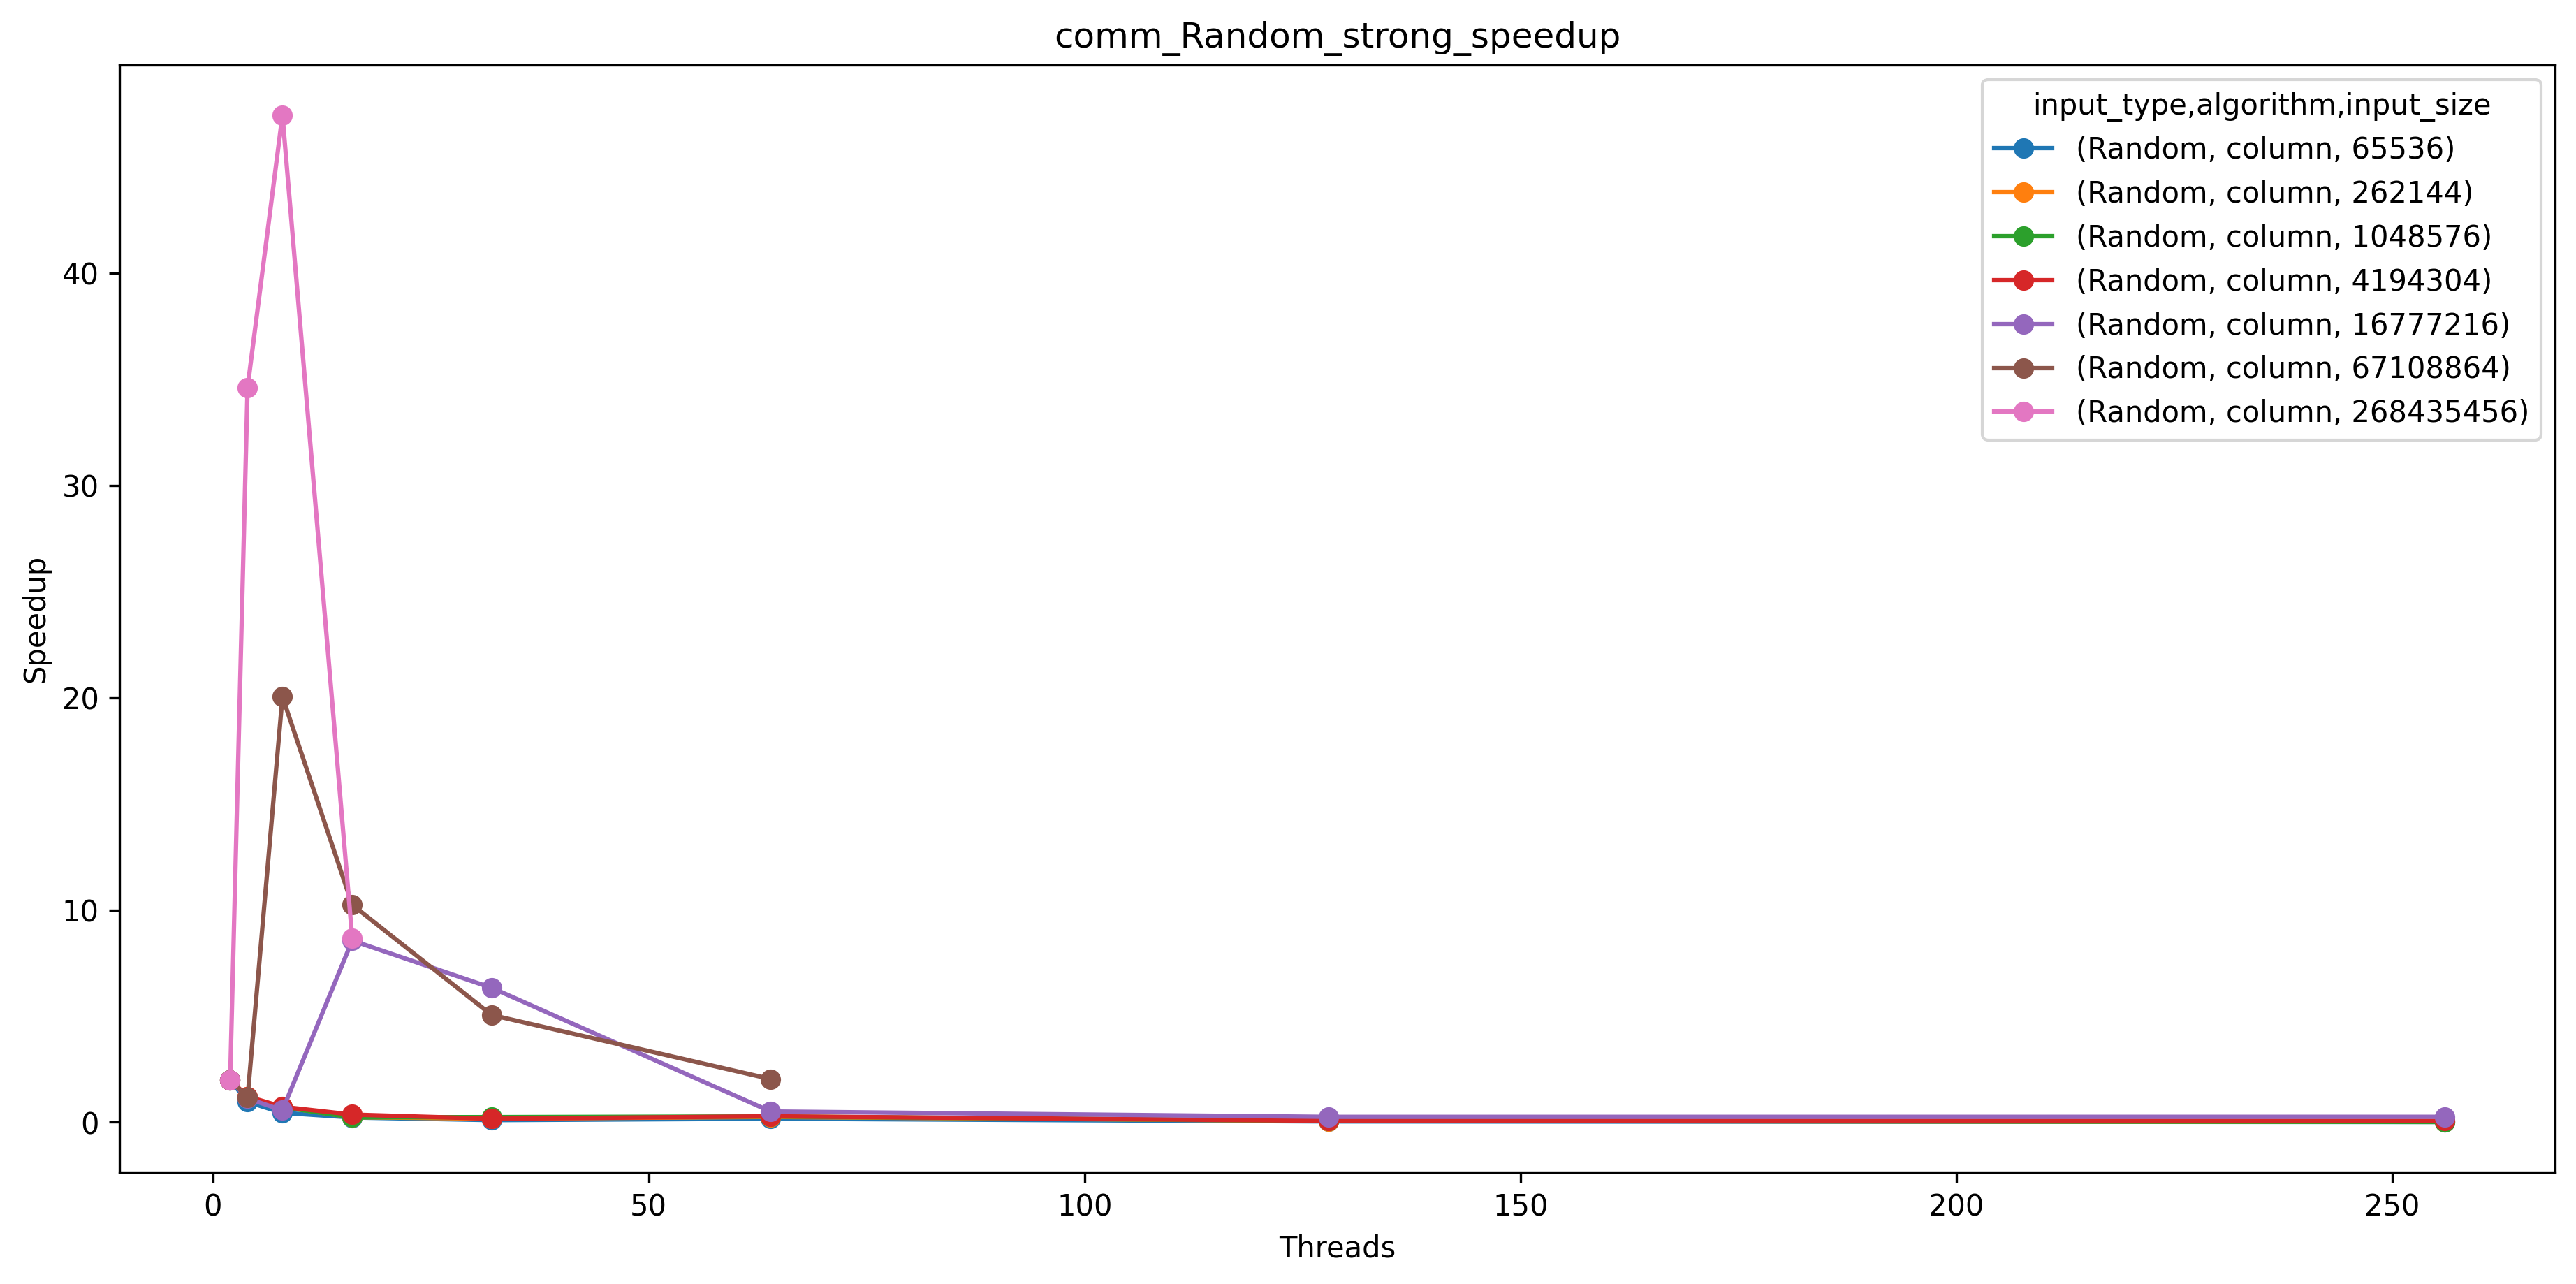 comm_Random_strong_speedup
input_type,algorithm,input_size
(Random, column, 65536)
(Random, column, 262144)
(Random, column, 1048576)
(Random, column, 4194304)
(Random, column, 16777216)
(Random, column, 67108864)
(Random, column, 268435456)
Speedup
40
30
20
10
0
0 50 100 150 200 250
Threads